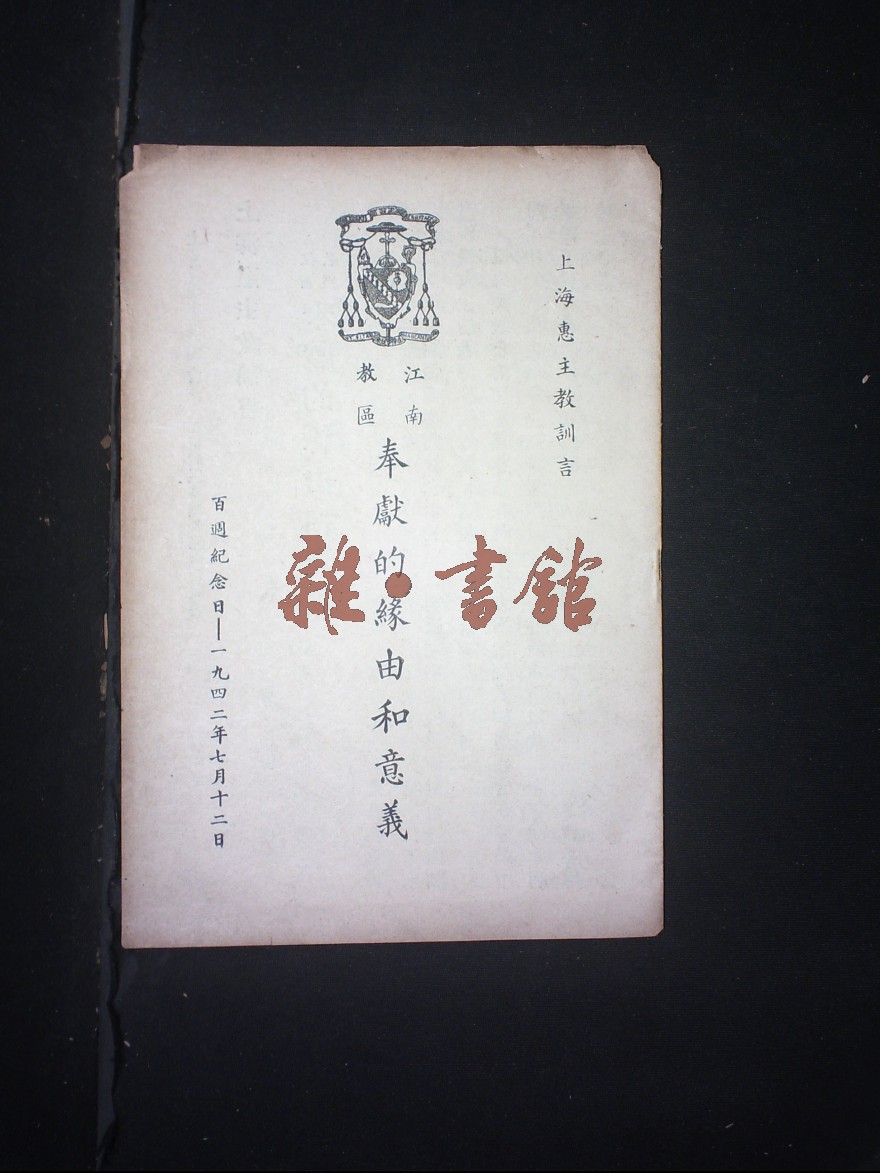 上海惠主教訓言
江南
教區
奉獻的緣由和意義
百週紀念日—一九四二年七月十二日
雜·書館